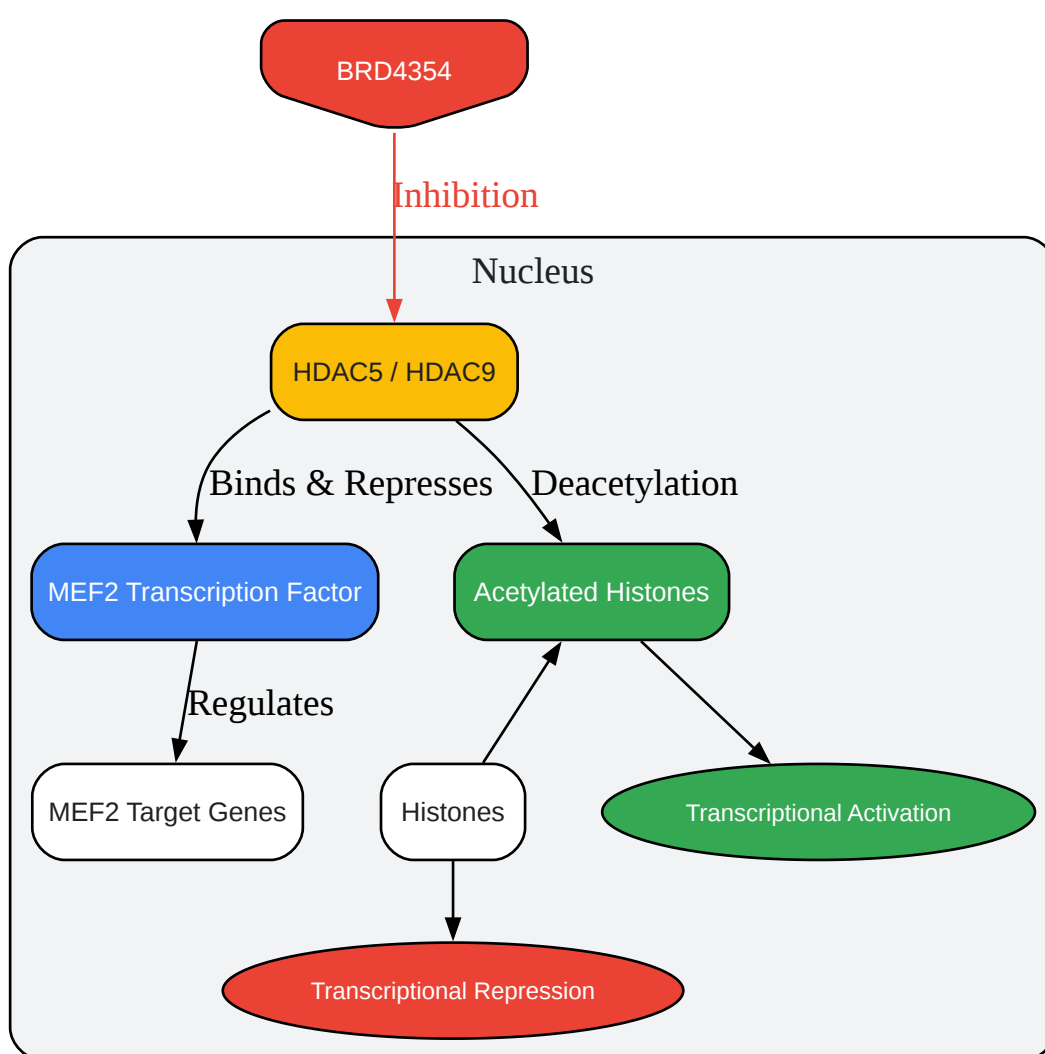 BRD4354
Inhibition
Nucleus
HDAC5 / HDAC9
Binds & Represses
Deacetylation
MEF2 Transcription Factor
Acetylated Histones
Regulates
MEF2 Target Genes
Histones
Transcriptional Activation
Transcriptional Repression